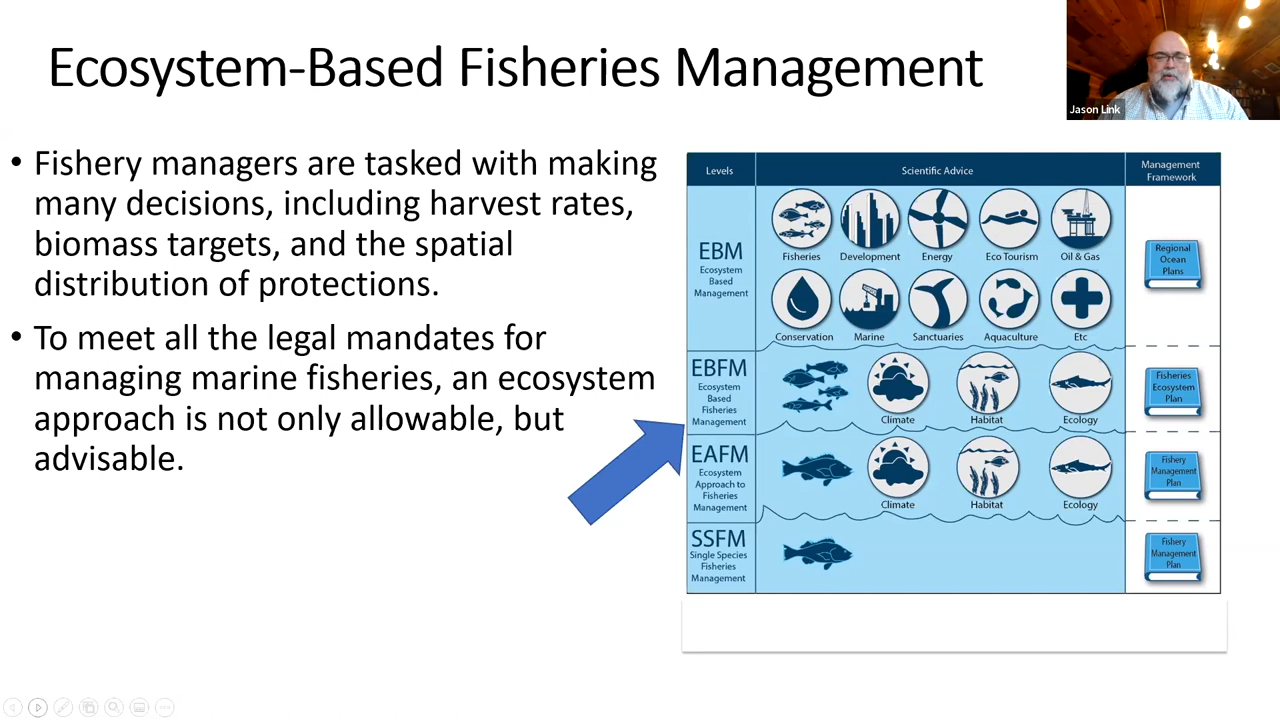 Ecosystem-Based Fisheries Management
Jason Link
• Fishery managers are tasked with making
many decisions, including harvest rates,
biomass targets, and the spatial
distribution of protections.
• To meet all the legal mandates for
managing marine fisheries, an ecosystem
approach is not only allowable, but
advisable.
Levels
Scientific Advice
Management
Framework
EBM
Ecosystem
Based
Management
Fisheries
Development
Energy
Eco Tourism
Oil & Gas
Conservation
Marine
Sanctuaries
Aquaculture
Etc
Regional
Ocean
Plans
EBFM
Ecosystem
Based
Fisheries
Management
Climate
Habitat
Ecology
Fisheries
Ecosystem
Plan
EAFM
Ecosystem
Approach to
Fisheries
Management
Climate
Habitat
Ecology
Fishery
Management
Plan
SSFM
Single Species
Fisheries
Management
Fishery
Management
Plan